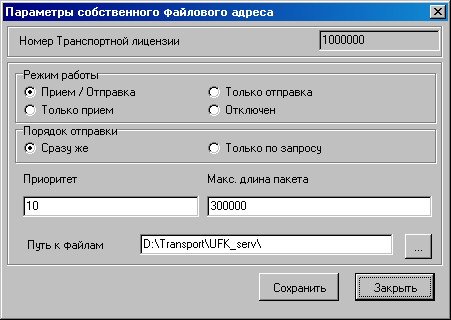 Параметры собственного файлового адреса
Номер Транспортной лицензии 1000000
Режим работы
Прием / Отправка Только отправка
Только прием Отключен
Порядок отправки
Сразу же Только по запросу
Приоритет Макс. длина пакета
10 300000
Путь к файлам D:\Transport\UFK_serv\ ...
Сохранить Закрыть